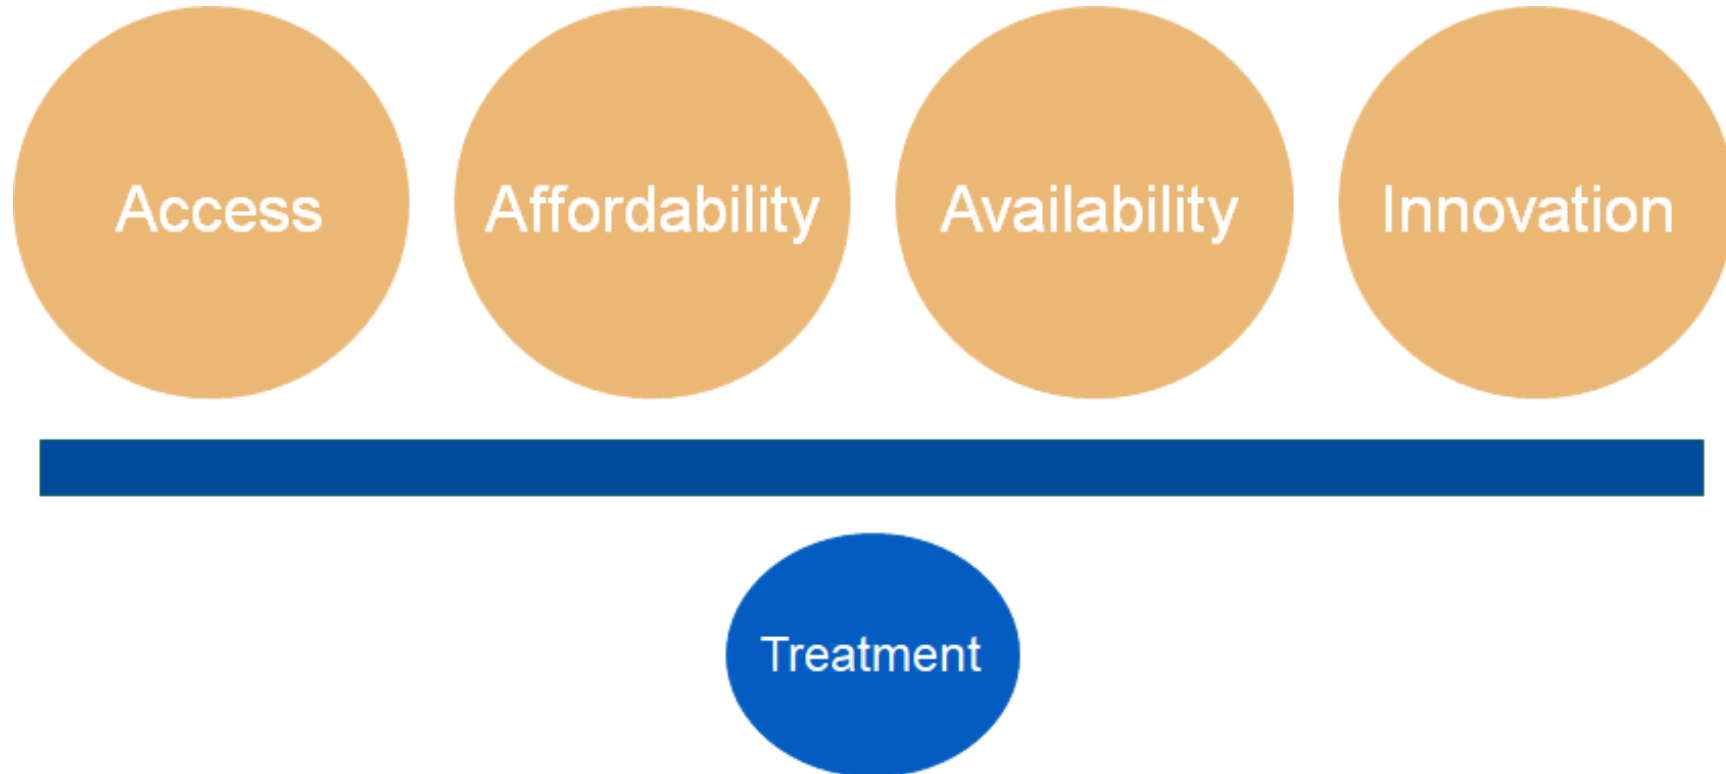 Access
Affordability
Availability
Innovation
Treatment